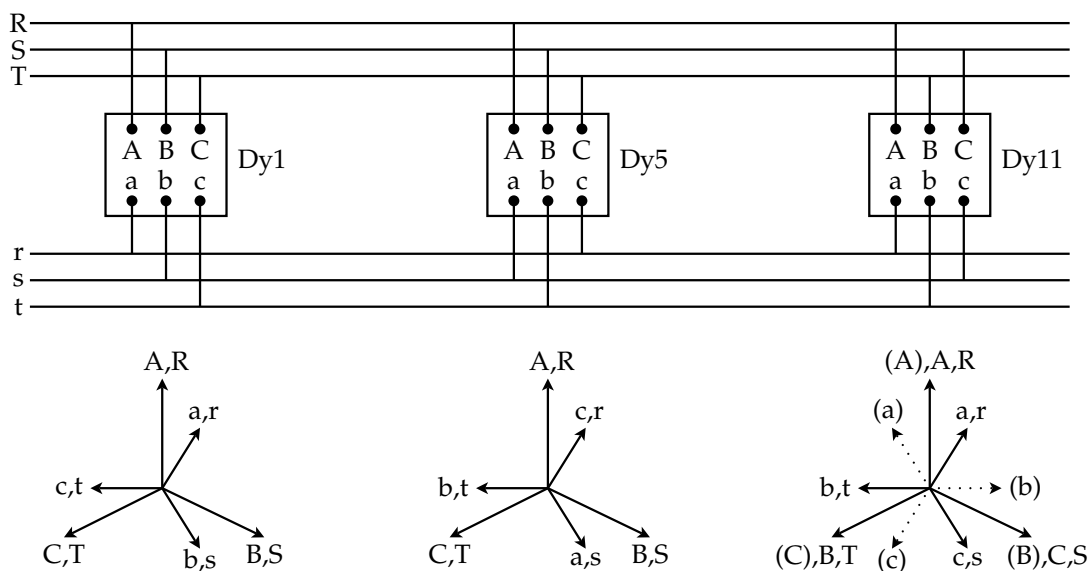 R
S
T
A B C
a b c
Dy1
A B C
a b c
Dy5
A B C
a b c
Dy11
r
s
t
A,R
a,r
c,t
C,T
b,s
B,S
A,R
c,r
b,t
C,T
a,s
B,S
(A),A,R
(a)
a,r
b,t
(b)
(C),B,T
(c)
c,s
(B),C,S